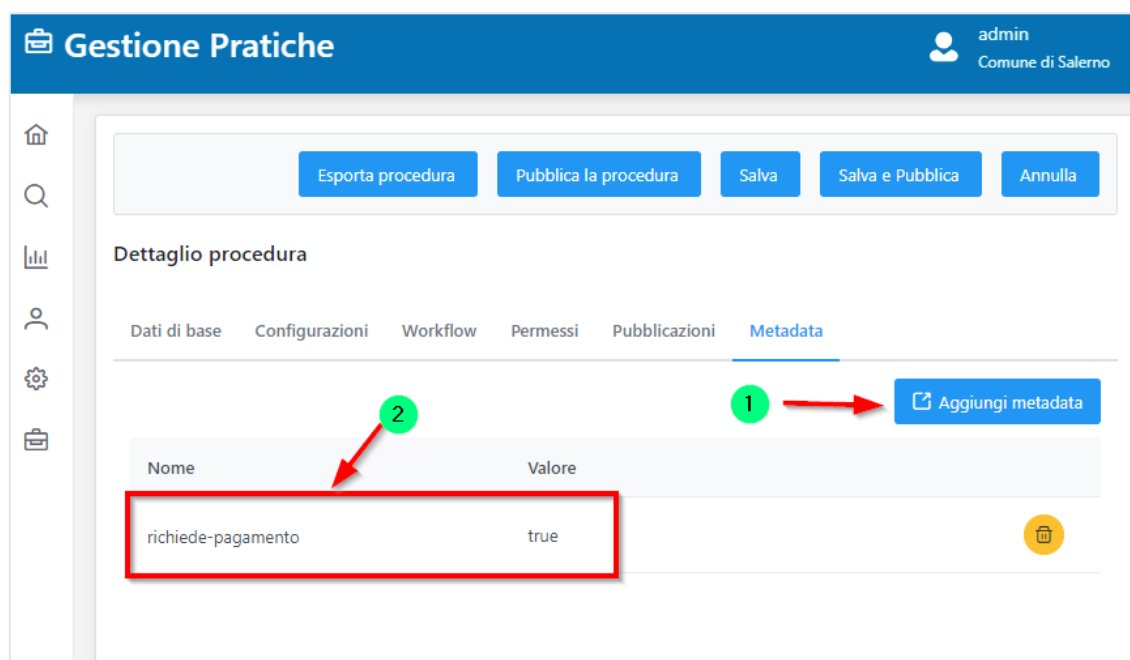 Gestione Pratiche
admin
Comune di Salerno
Esporta procedura Pubblica la procedura Salva Salva e Pubblica Annulla
Dettaglio procedura
Dati di base Configurazioni Workflow Permessi Pubblicazioni Metadata
1 Aggiungi metadata
2
Nome Valore
richiede-pagamento true